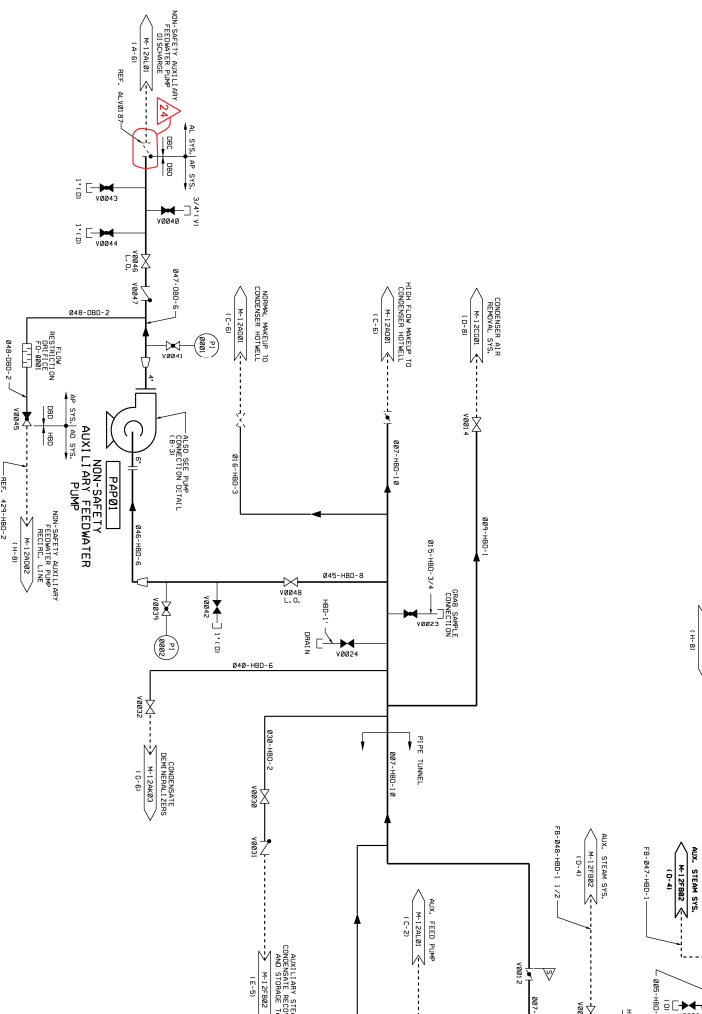 NON-SAFETY AUXILIARY
FEEDWATER PUMP
DISCHARGE
M-12AL01
(A-6)
REF. ALV0187
24
AL SYS.
AP SYS.
DBC
DBD
1"(D)
V0043
3/4"(V)
V0040
1"(D)
V0044
V0046
L.O.
V0047
047-DBD-6
048-DBD-2
FLOW
RESTRICTION
ORIFICE
FO-0001
048-DBD-2
AP SYS.
AD SYS.
DBD
HBD
V0045
REF. 429-HBD-2
NON-SAFETY AUXILIARY
FEEDWATER PUMP
RECIRC. LINE
M-12AD02
(H-8)
PI
0001
V0041
4"
ALSO SEE PUMP
CONNECTION DETAIL
(B-3)
PAP01
NON-SAFETY
AUXILIARY FEEDWATER
PUMP
6"
046-HBD-6
NORMAL MAKEUP TO
CONDENSER HOTWELL
M-12AD01
(C-6)
016-HBD-3
HIGH FLOW MAKEUP TO
CONDENSER HOTWELL
M-12AD01
(C-6)
007-HBD-10
CONDENSER AIR
REMOVAL SYS.
M-12CG01
(D-8)
V0014
009-HBD-1
V0039
PI
0002
V0042
1"(D)
V0048
L.O.
045-HBD-8
015-HBD-3/4
GRAB SAMPLE
CONNECTION
V0023
HBD-1"
DRAIN
V0024
040-HBD-6
V0032
CONDENSATE
DEMINERALIZERS
M-12AK03
(G-6)
030-HBD-2
V0030
V0031
M-12FB02
(E-5)
PIPE TUNNEL
007-HBD-10
AUX. FEED PUMP
M-12AL01
(C-2)
V0012
007-
(H-8)
AUX. STEAM SYS.
M-12FB02
(D-4)
FB-048-HBD-1 1/2
AUX. STEAM SYS.
M-12FB02
(D-4)
FB-047-HBD-1
005-HBD-
(D)